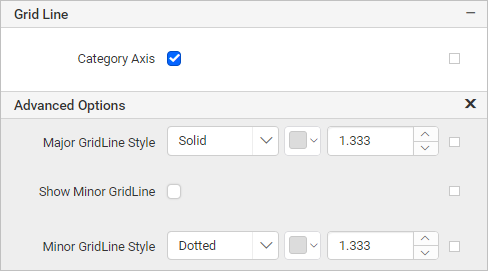 Grid Line
Category Axis
Advanced Options
Major GridLine Style Solid 1.333
Show Minor GridLine
Minor GridLine Style Dotted 1.333